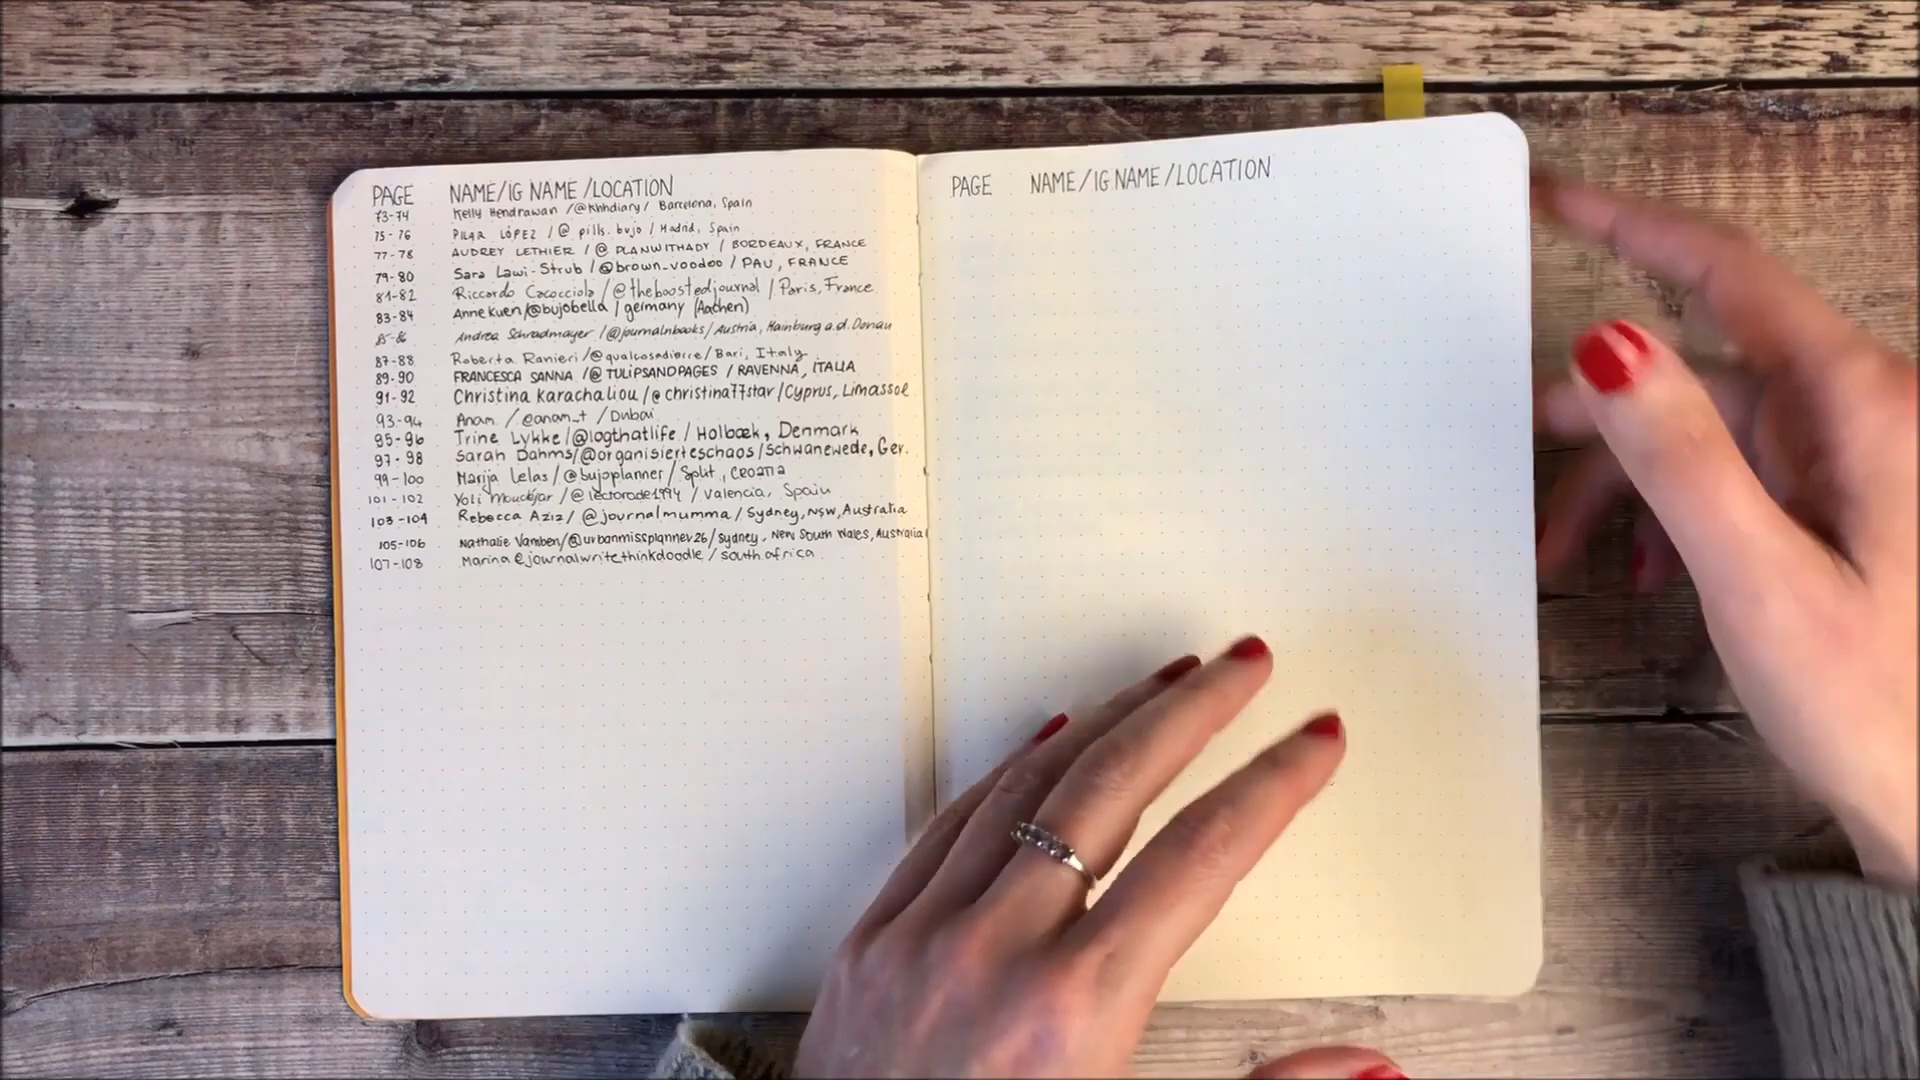 PAGE NAME/IG NAME/LOCATION
73-74 Kelly Hendrawan /@khhdiary/ Barcelona, Spain
75-76 PILAR LÓPEZ /@ pills.bujo / Madrid, Spain
77-78 AUDREY LETHIER /@ PLANWITHADY / BORDEAUX, FRANCE
79-80 Sara Lawi-Strub /@brown_voodoo / PAU, FRANCE
81-82 Riccardo Cacocciola /@theboostedjournal / Paris, France
83-84 Anne Kuen/@bujobella / germany (Aachen)
85-86 Andrea Schradmayer /@journalnbooks/ Austria, Hainburg a.d. Donau
87-88 Roberta Ranieri /@qualcosadiorre/ Bari, Italy
89-90 FRANCESCA SANNA /@TULIPSANDPAGES / RAVENNA, ITALIA
91-92 Christina Karachaliou /@christina77star /Cyprus, Limassol
93-94 Anam / @anam_t / Dubai
95-96 Trine Lykke/@logthatlife / Holbæk, Denmark
97-98 Sarah Dahms/@organisierteschaos /Schwanewede, Ger.
99-100 Marija Lelas /@bujoplanner / Split, Croatia
101-102 Yoli /@lectorade1994 / Valencia, Spain
103-104 Rebecca Aziz/ @journalmumma / Sydney, NSW, Australia
105-106 Nathalie Vamben/@urbanmissplanner26/Sydney, New South Wales, Australia
107-108 Marina @journalwritethinkdoodle / south africa
PAGE NAME/IG NAME/LOCATION